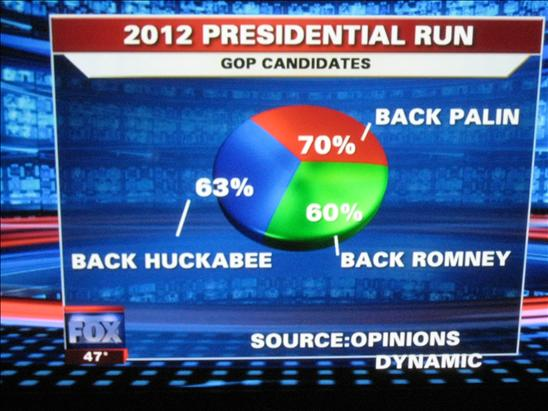 2012 PRESIDENTIAL RUN
GOP CANDIDATES
BACK PALIN
70%
63%
60%
BACK HUCKABEE
BACK ROMNEY
FOX
47°
SOURCE:OPINIONS
DYNAMIC